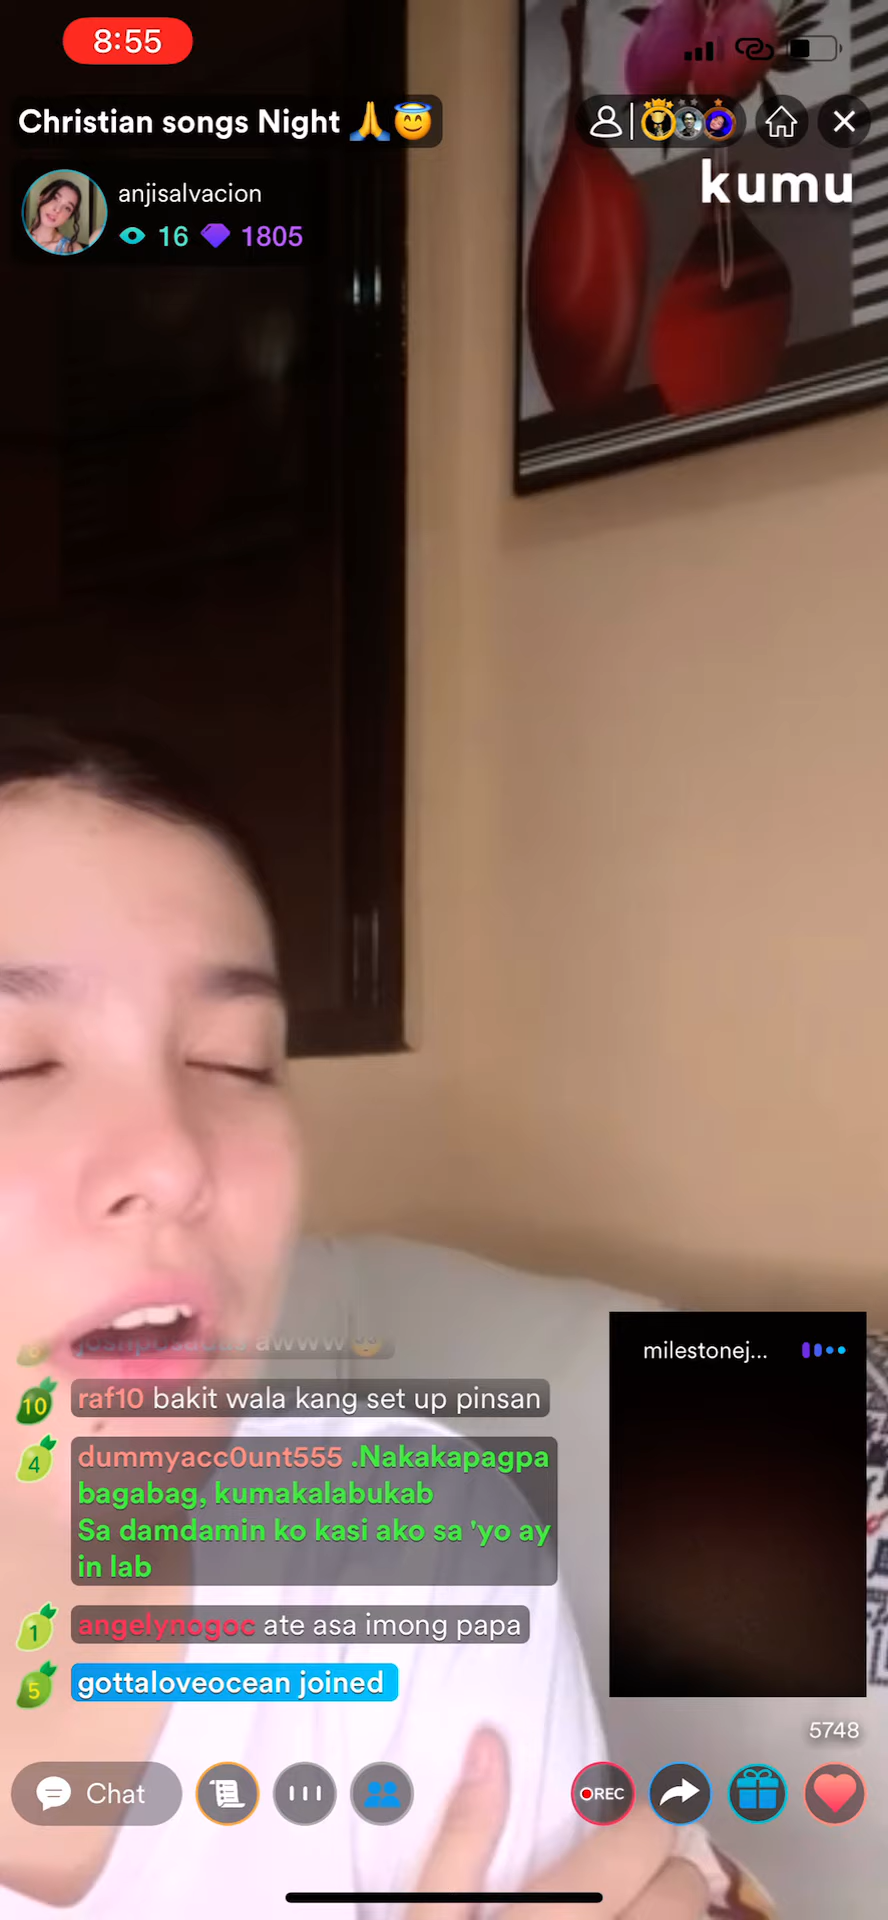 8:55
Christian songs Night 🙏😇
kumu
anjisalvacion
16 1805
awww🥺
raf10 bakit wala kang set up pinsan
dummyacc0unt555 .Nakakapagpa
bagabag, kumakalabukab
Sa damdamin ko kasi ako sa 'yo ay
in lab
angelynogoc ate asa imong papa
gottaloveocean joined
milestonej...
10
4
1
5
5748
Chat
REC